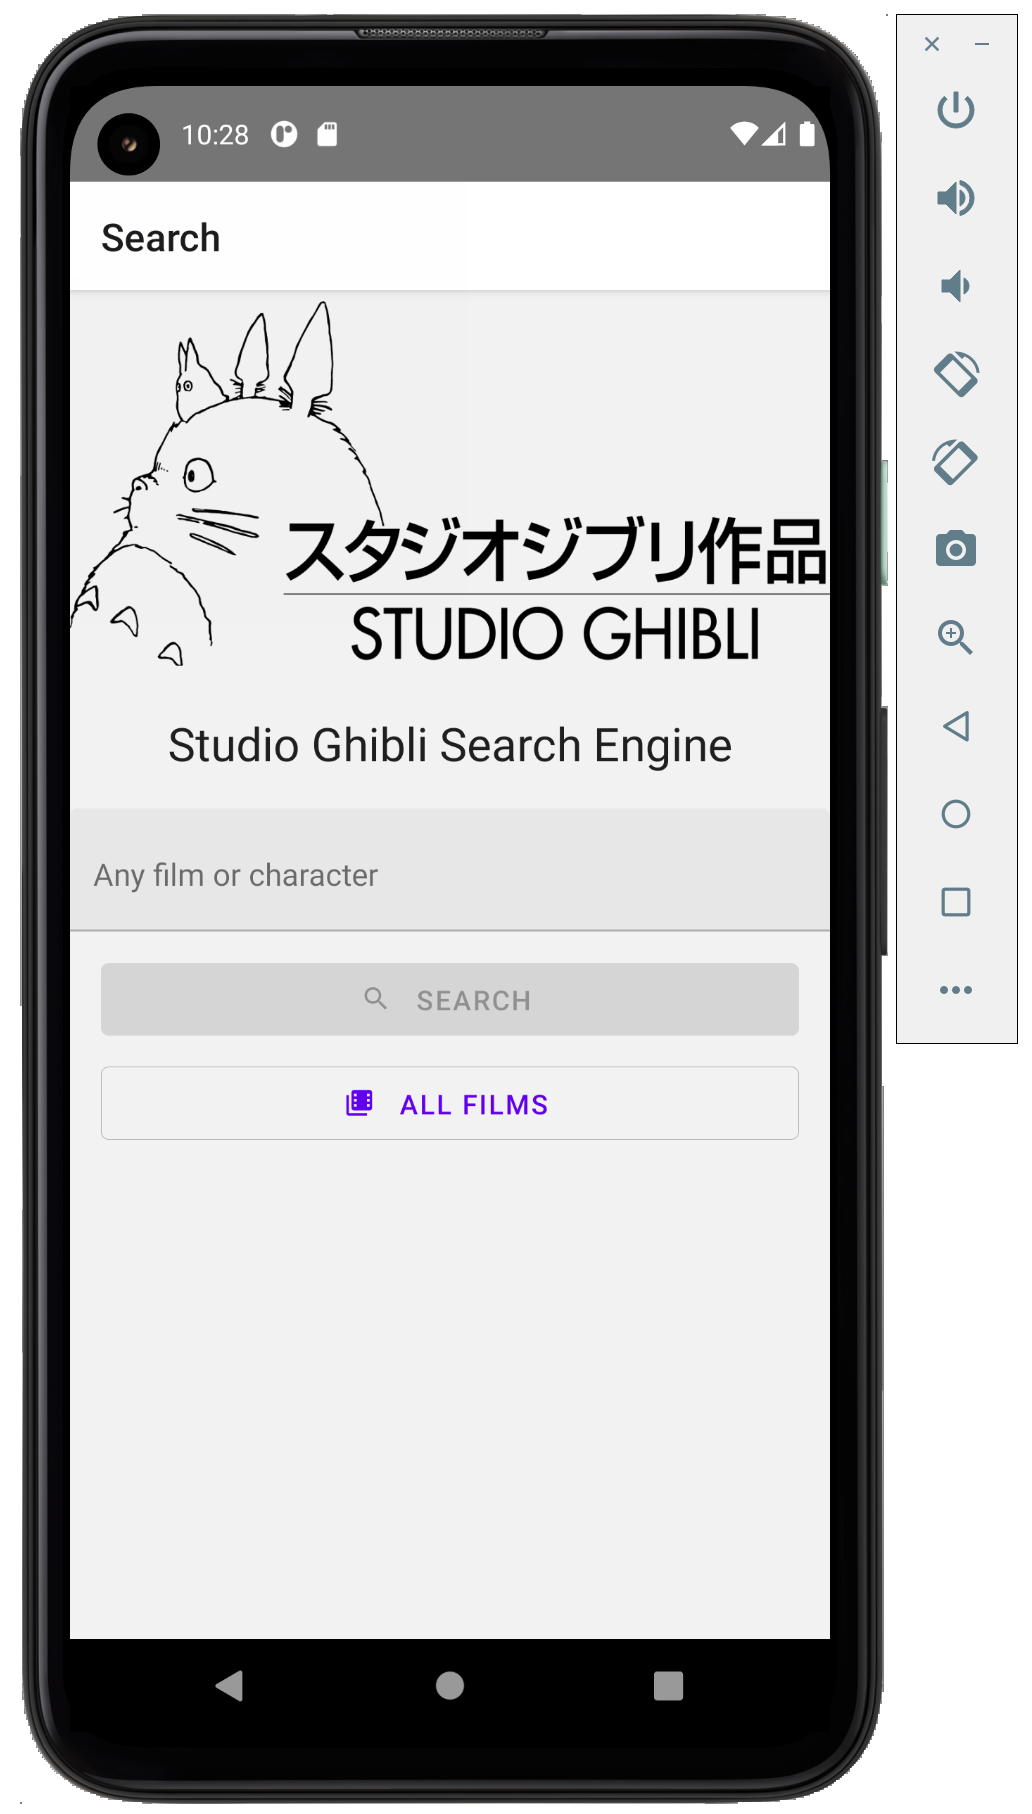 10:28
Search
スタジオジブリ作品
STUDIO GHIBLI
Studio Ghibli Search Engine
Any film or character
SEARCH
ALL FILMS